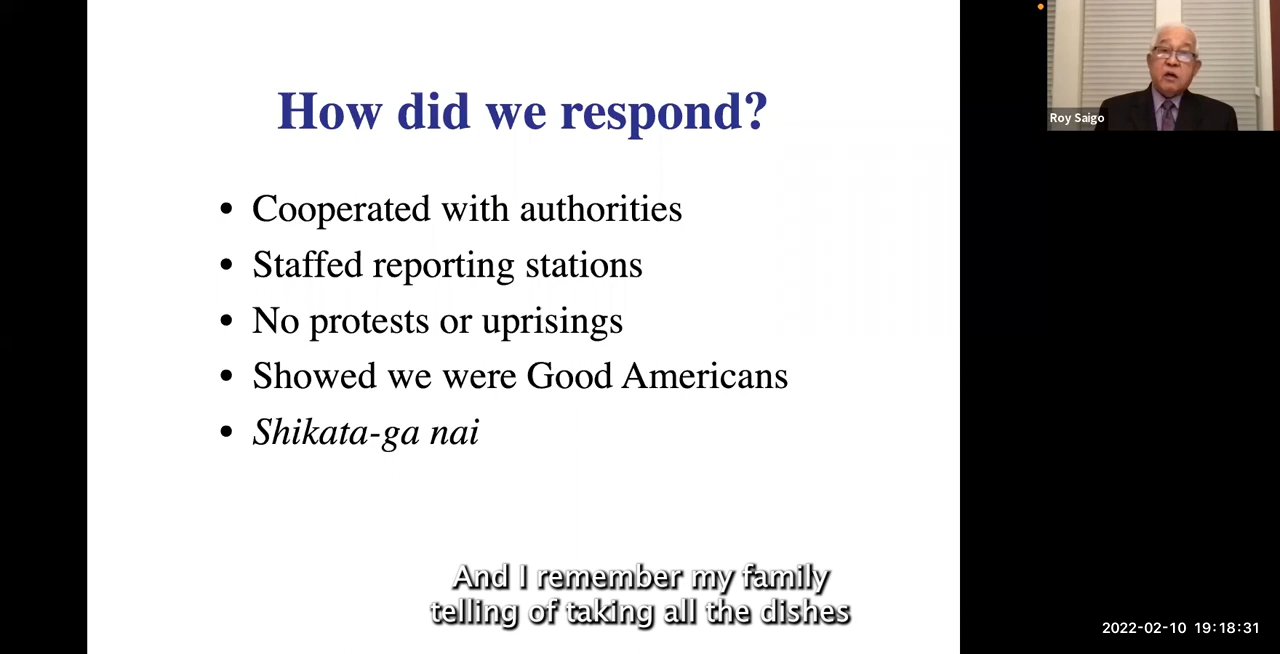 How did we respond?
• Cooperated with authorities
• Staffed reporting stations
• No protests or uprisings
• Showed we were Good Americans
• Shikata-ga nai
And I remember my family
telling of taking all the dishes
Roy Saigo
2022-02-10 19:18:31